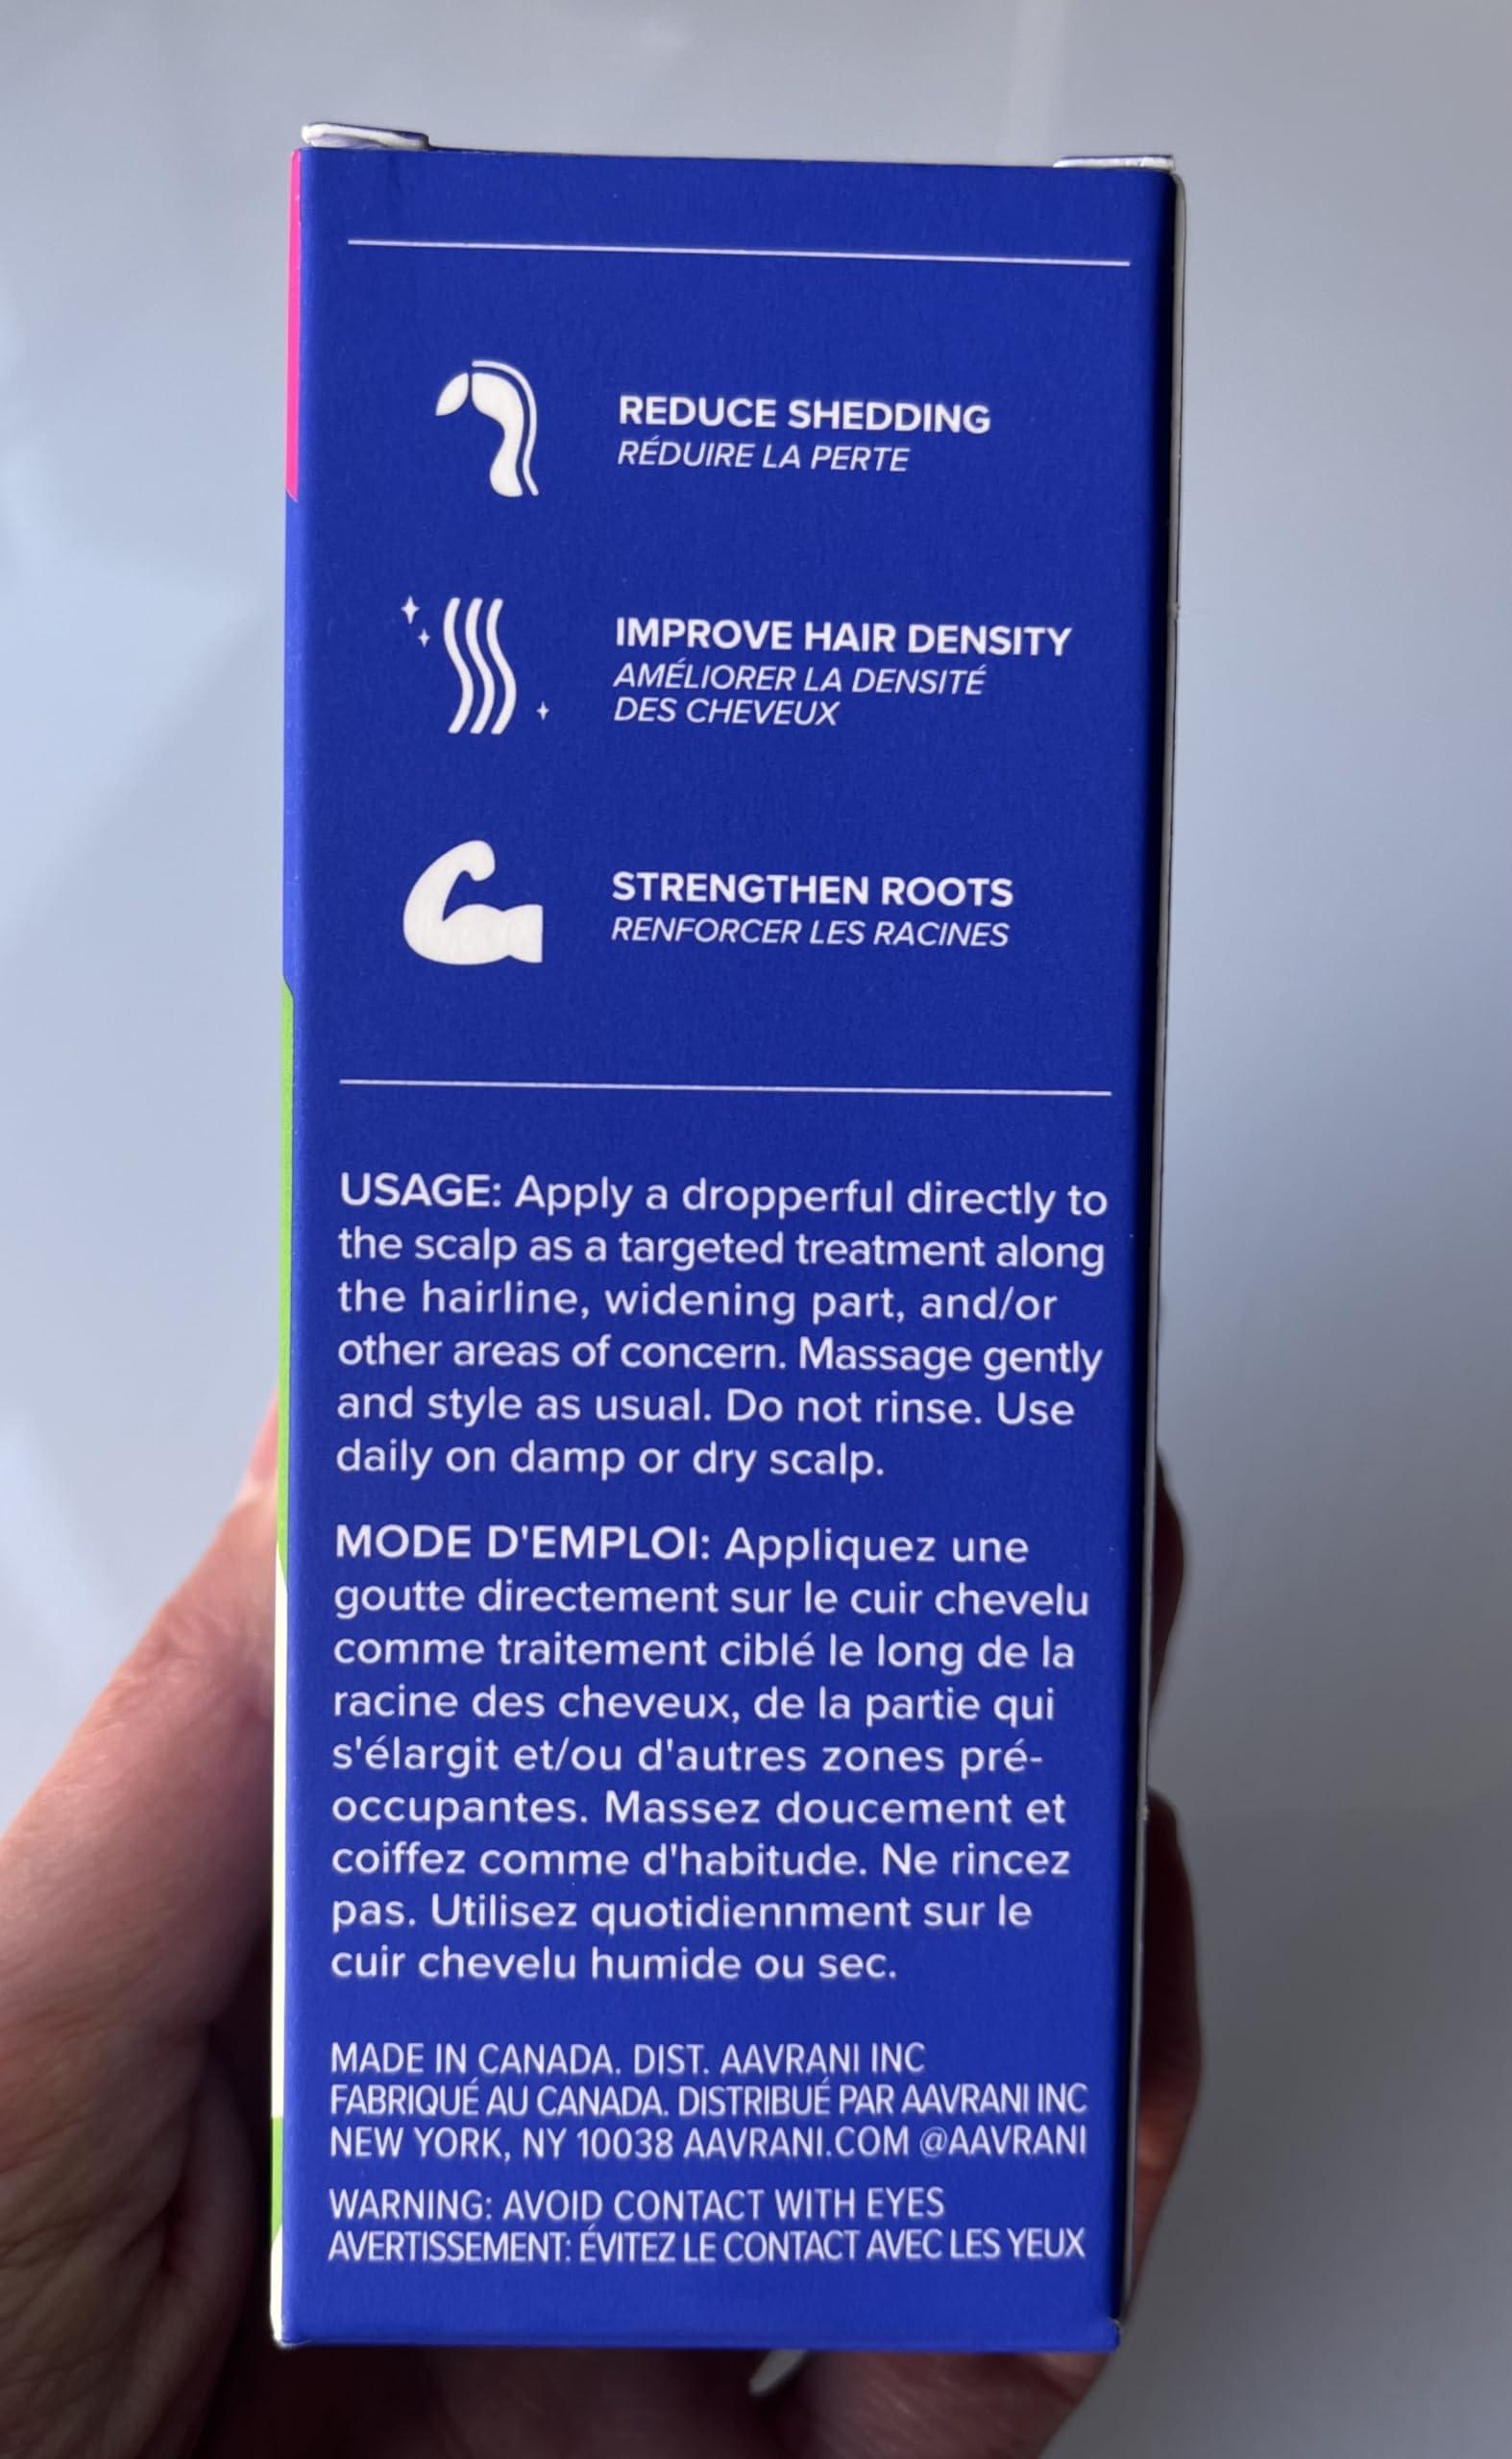 REDUCE SHEDDING
RÉDUIRE LA PERTE
IMPROVE HAIR DENSITY
AMÉLIORER LA DENSITÉ
DES CHEVEUX
STRENGTHEN ROOTS
RENFORCER LES RACINES
USAGE: Apply a dropperful directly to
the scalp as a targeted treatment along
the hairline, widening part, and/or
other areas of concern. Massage gently
and style as usual. Do not rinse. Use
daily on damp or dry scalp.
MODE D'EMPLOI: Appliquez une
goutte directement sur le cuir chevelu
comme traitement ciblé le long de la
racine des cheveux, de la partie qui
s'élargit et/ou d'autres zones pré-
occupantes. Massez doucement et
coiffez comme d'habitude. Ne rincez
pas. Utilisez quotidiennment sur le
cuir chevelu humide ou sec.
MADE IN CANADA. DIST. AAVRANI INC
FABRIQUÉ AU CANADA. DISTRIBUÉ PAR AAVRANI INC
NEW YORK, NY 10038 AAVRANI.COM @AAVRANI
WARNING: AVOID CONTACT WITH EYES
AVERTISSEMENT: ÉVITEZ LE CONTACT AVEC LES YEUX